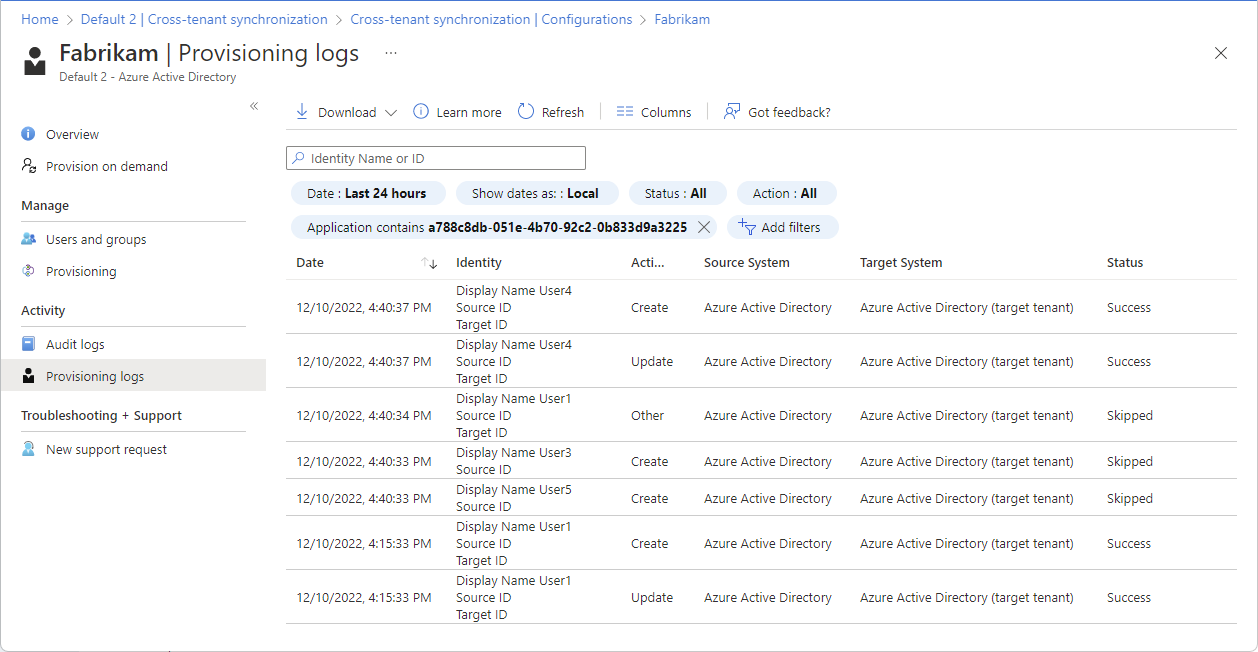 Home > Default 2 | Cross-tenant synchronization > Cross-tenant synchronization | Configurations > Fabrikam
Fabrikam | Provisioning logs ...
Default 2 - Azure Active Directory
«
Overview
Provision on demand
Manage
Users and groups
Provisioning
Activity
Audit logs
Provisioning logs
Troubleshooting + Support
New support request
Download Learn more Refresh Columns Got feedback?
Identity Name or ID
Date : Last 24 hours Show dates as: : Local Status : All Action : All
Application contains a788c8db-051e-4b70-92c2-0b833d9a3225 Add filters
Date Identity Acti... Source System Target System Status
Display Name User4
12/10/2022, 4:40:37 PM Source ID Create Azure Active Directory Azure Active Directory (target tenant) Success
Target ID
Display Name User4
12/10/2022, 4:40:37 PM Source ID Update Azure Active Directory Azure Active Directory (target tenant) Success
Target ID
Display Name User1
12/10/2022, 4:40:34 PM Source ID Other Azure Active Directory Azure Active Directory (target tenant) Skipped
Target ID
Display Name User3
12/10/2022, 4:40:33 PM Create Azure Active Directory Azure Active Directory (target tenant) Skipped
Source ID
Display Name User5
12/10/2022, 4:40:33 PM Create Azure Active Directory Azure Active Directory (target tenant) Skipped
Source ID
Display Name User1
12/10/2022, 4:15:33 PM Source ID Create Azure Active Directory Azure Active Directory (target tenant) Success
Target ID
Display Name User1
12/10/2022, 4:15:33 PM Source ID Update Azure Active Directory Azure Active Directory (target tenant) Success
Target ID